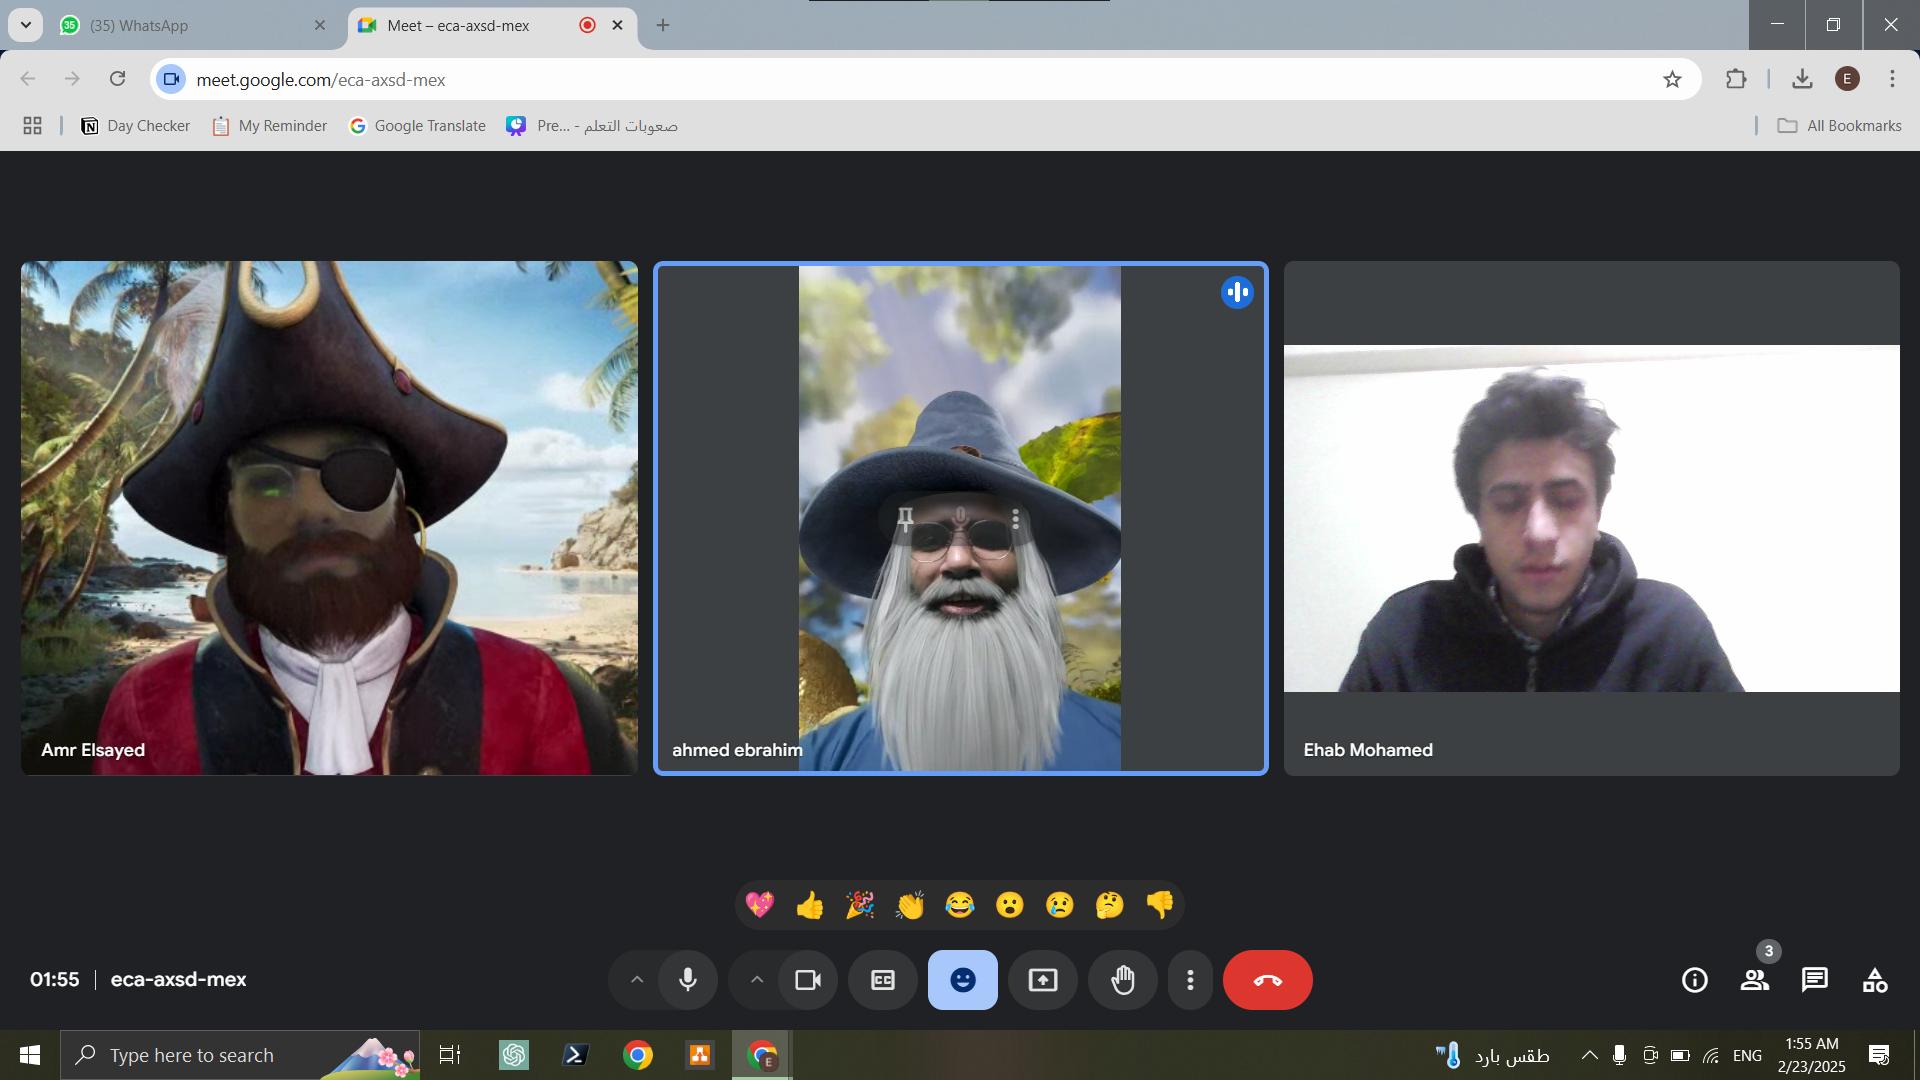 (35) WhatsApp
Meet – eca-axsd-mex
meet.google.com/eca-axsd-mex
E
Day Checker
My Reminder
Google Translate
Pre... - صعوبات التعلم
All Bookmarks
Amr Elsayed
ahmed ebrahim
Ehab Mohamed
01:55
eca-axsd-mex
3
Type here to search
طقس بارد
ENG
1:55 AM
2/23/2025